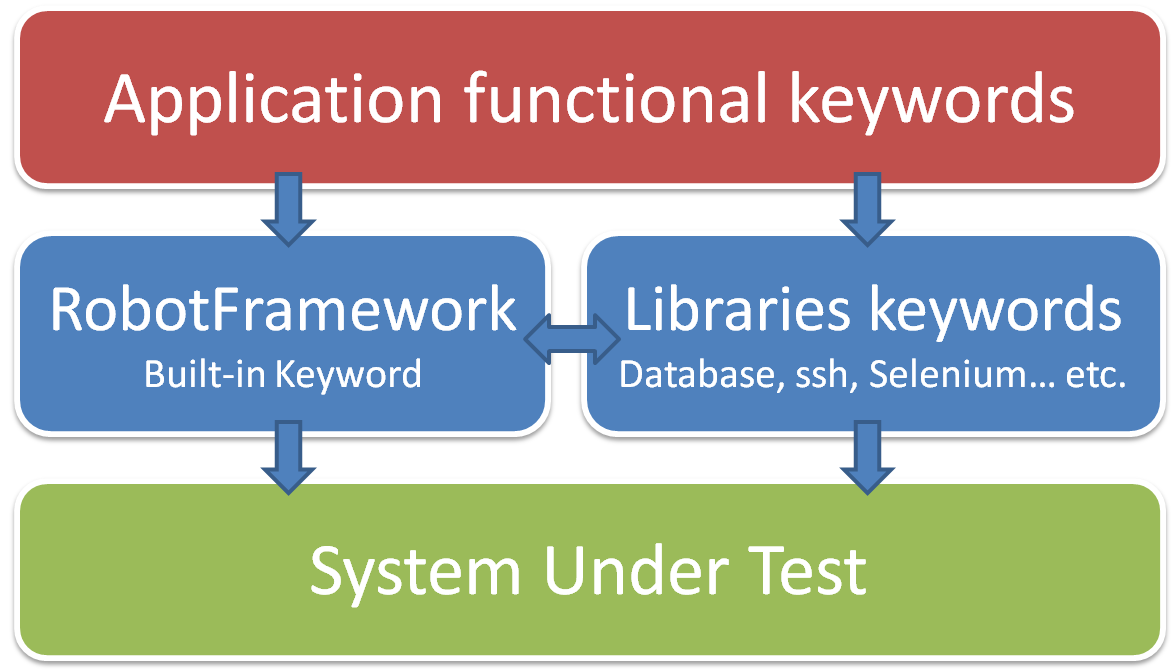 Application functional keywords
RobotFramework
Built-in Keyword
Libraries keywords
Database, ssh, Selenium... etc.
System Under Test